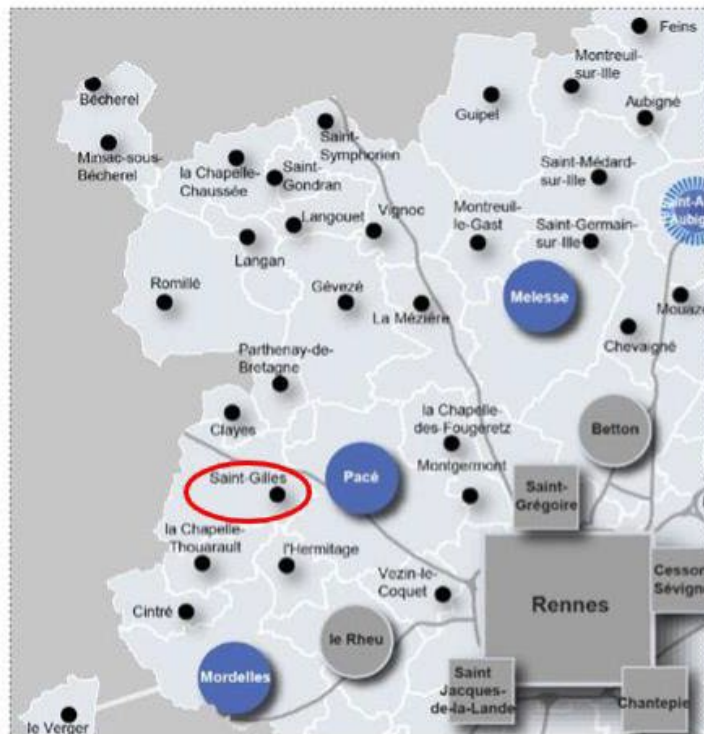 Feins
Montreuil-
sur-Ille
Bécherel
Guipel
Aubigné
Saint-
Symphorien
Miniac-sous-
Bécherel
la Chapelle-
Chaussée
Saint-
Gondran
Saint-Médard
sur-Ille
Langouet
Vignoc
Montreuil-
le-Gast
Saint-Germain-
sur-Ille
Langan
Romillé
Gévezé
La Mézière
Melesse
Chevaigné
Parthenay-de-
Bretagne
Clayes
la Chapelle
des-Fougeretz
Betton
Saint-Gilles
Pacé
Montgermont
Saint-
Grégoire
la Chapelle-
Thouarault
l'Hermitage
Vezin-le-
Coquet
Rennes
Cesson
Sévign
Cintré
le Rheu
Mordelles
Saint
Jacques-
de-la-Lande
Chantepie
le Verger